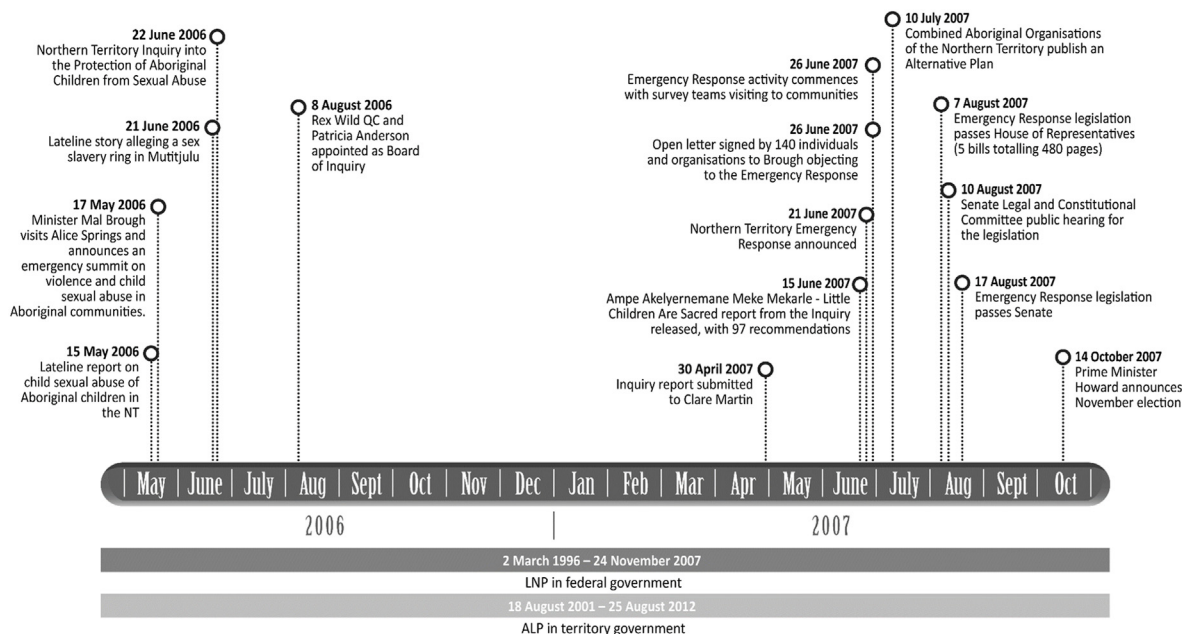 22 June 2006
Northern Territory Inquiry into
the Protection of Aboriginal
Children from Sexual Abuse
21 June 2006
Lateline story alleging a sex
slavery ring in Mutitjulu
17 May 2006
Minister Mal Brough
visits Alice Springs and
announces an
emergency summit on
violence and child
sexual abuse in
Aboriginal communities.
15 May 2006
Lateline report on
child sexual abuse of
Aboriginal children in
the NT
8 August 2006
Rex Wild QC and
Patricia Anderson
appointed as Board
of Inquiry
26 June 2007
Emergency Response activity commences
with survey teams visiting to communities
26 June 2007
Open letter signed by 140 individuals
and organisations to Brough objecting
to the Emergency Response
21 June 2007
Northern Territory Emergency
Response announced
15 June 2007
Ampe Akelyernemane Meke Mekarle - Little
Children Are Sacred report from the Inquiry
released, with 97 recommendations
30 April 2007
Inquiry report submitted
to Clare Martin
10 July 2007
Combined Aboriginal Organisations
of the Northern Territory publish an
Alternative Plan
7 August 2007
Emergency Response legislation
passes House of Representatives
(5 bills totalling 480 pages)
10 August 2007
Senate Legal and Constitutional
Committee public hearing for
the legislation
17 August 2007
Emergency Response legislation
passes Senate
14 October 2007
Prime Minister
Howard announces
November election
May June July Aug Sept Oct Nov Dec Jan Feb Mar Apr May June July Aug Sept Oct
2006 2007
2 March 1996 – 24 November 2007
LNP in federal government
18 August 2001 – 25 August 2012
ALP in territory government